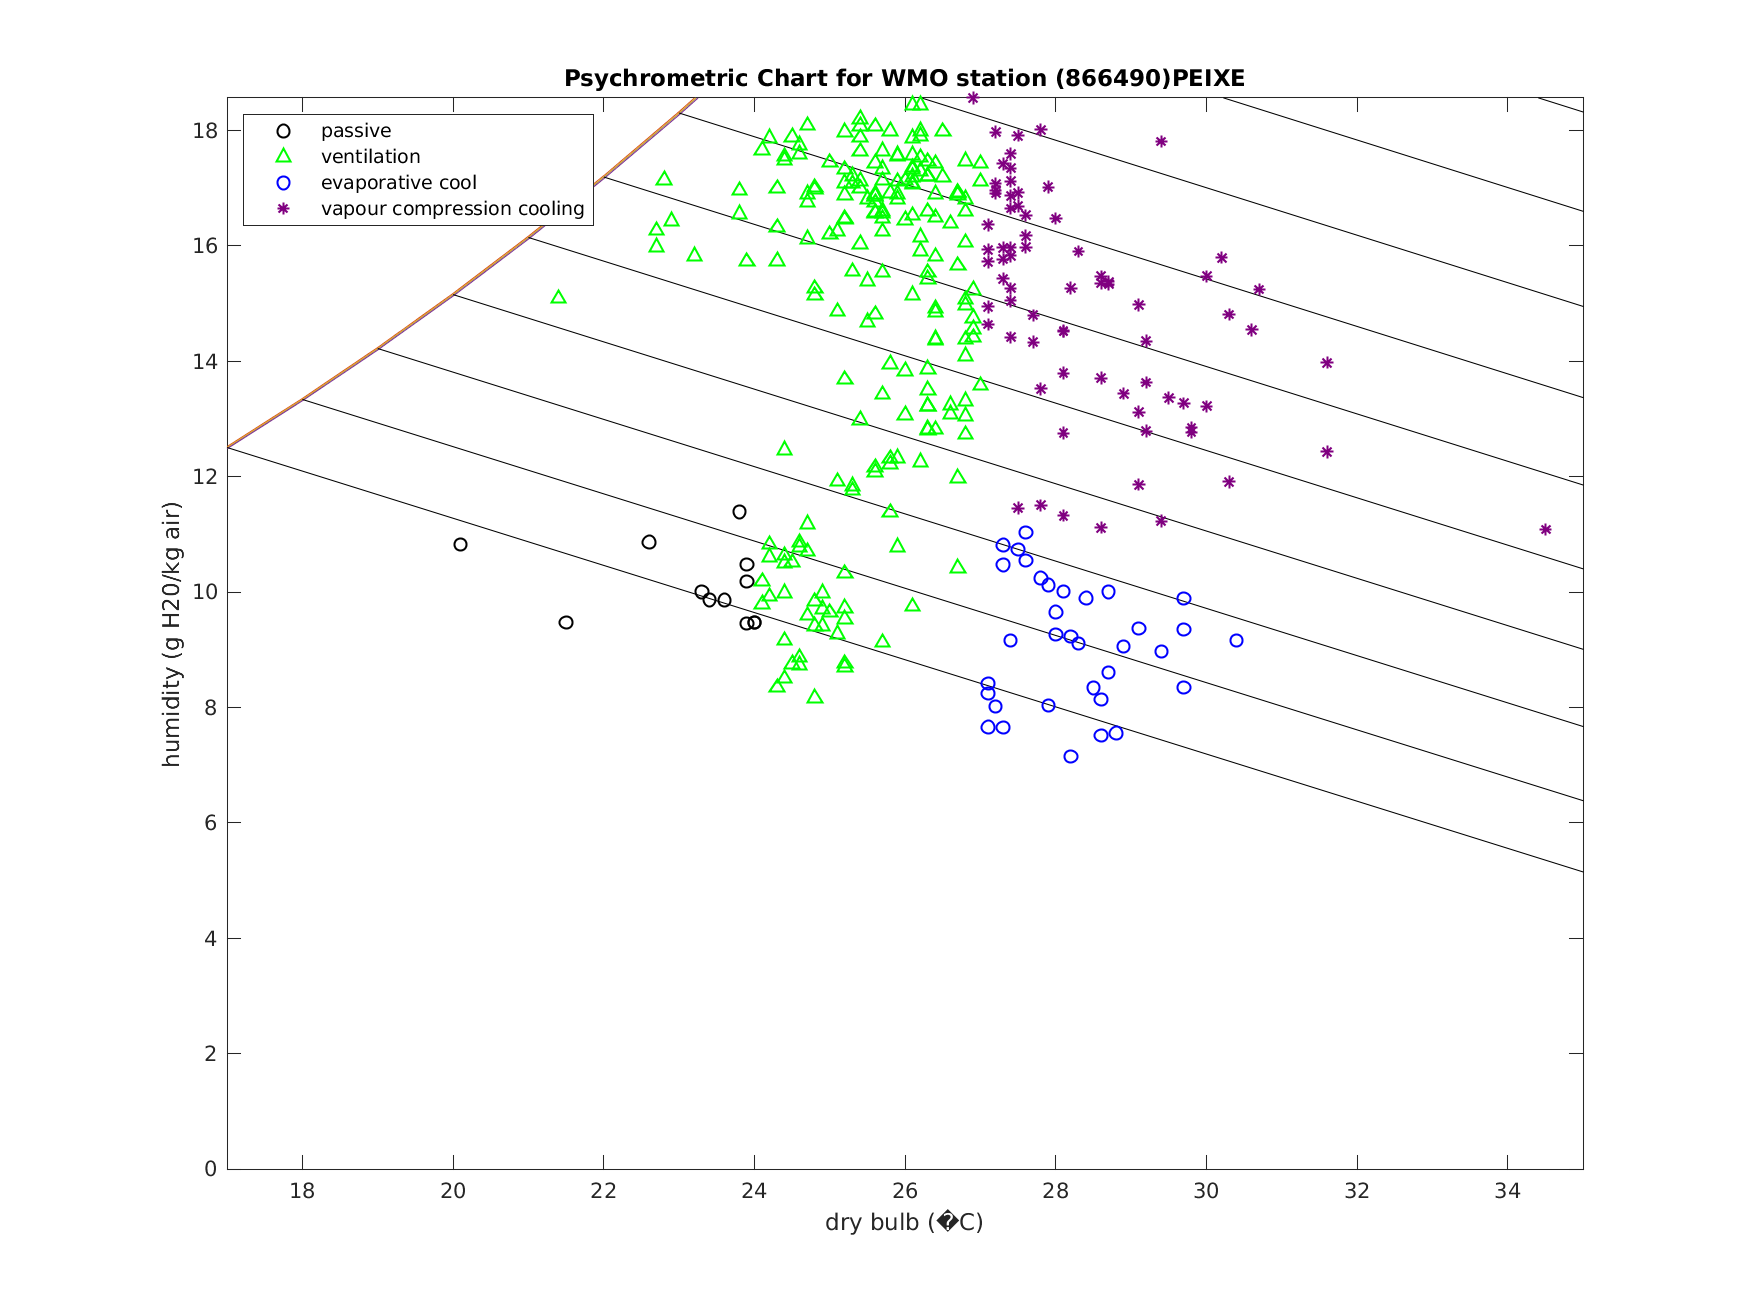 Psychrometric Chart for WMO station (866490)PEIXE
passive
ventilation
evaporative cool
vapour compression cooling
18
16
14
12
10
8
6
4
2
0
humidity (g H20/kg air)
18 20 22 24 26 28 30 32 34
dry bulb (�C)